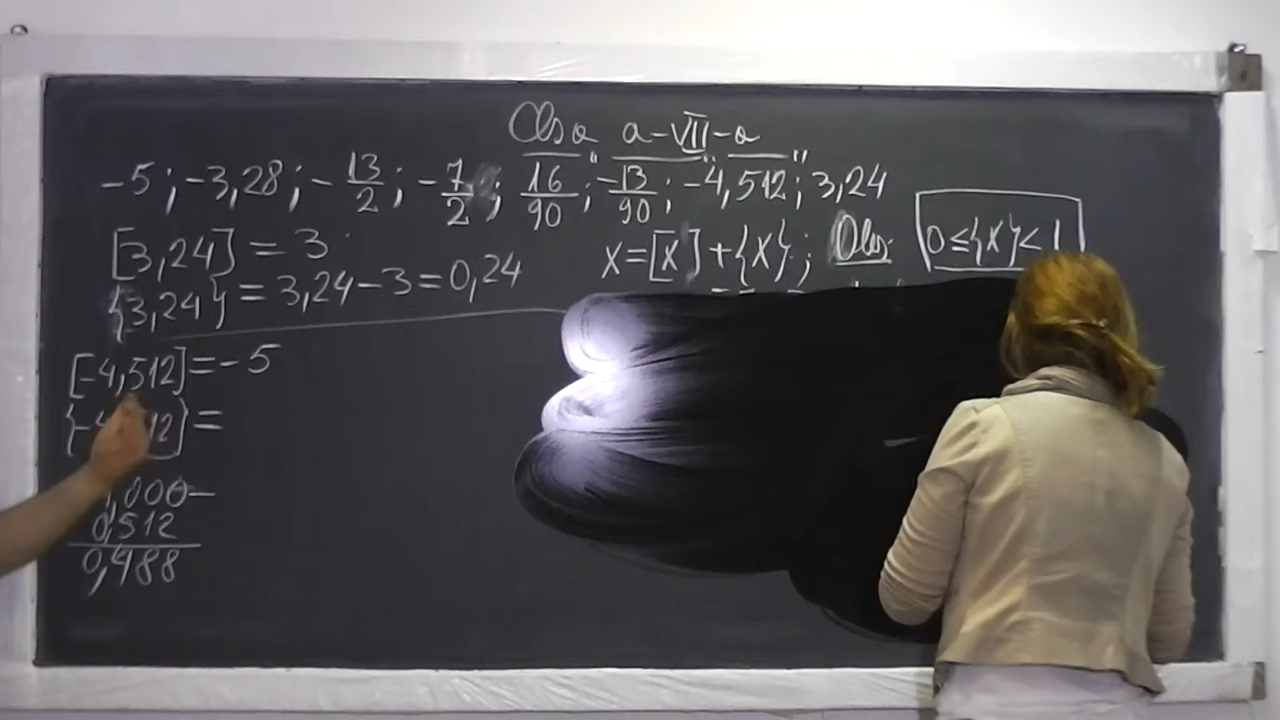 Clsa a-VII-a
-5 ; -3,28 ; -13/2 ; -7/2 ; 16/90 ; -13/90 ; -4,512 ; 3,24
[3,24] = 3
x=[x]+{x} ; Obs. 0≤{x}<1
{3,24} = 3,24-3=0,24
[-4,512]=-5
=
,000-
0,512
0,488